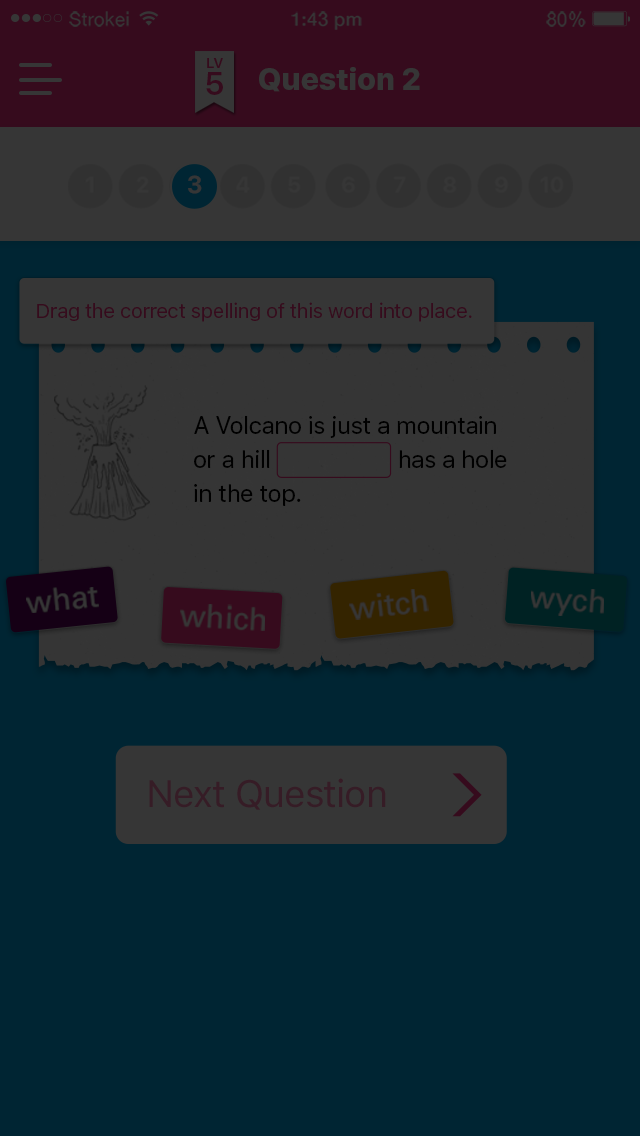 Strokei 1:43 pm 80%
LV
5
Question 2
1 2 3 4 5 6 7 8 9 10
Drag the correct spelling of this word into place.
A Volcano is just a mountain
or a hill has a hole
in the top.
what which witch wych
Next Question